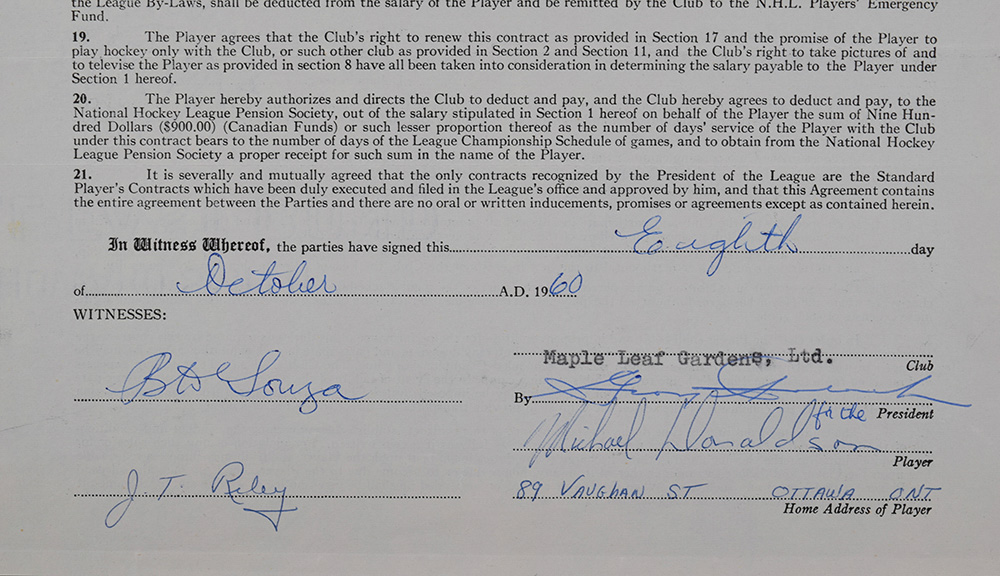 the League By-Laws, shall be deducted from the salary of the Player and be remitted by the Club to the N.H.L. Players' Emergency
Fund.
19. The Player agrees that the Club's right to renew this contract as provided in Section 17 and the promise of the Player to
play hockey only with the Club, or such other club as provided in Section 2 and Section 11, and the Club's right to take pictures of and
to televise the Player as provided in section 8 have all been taken into consideration in determining the salary payable to the Player under
Section 1 hereof.
20. The Player hereby authorizes and directs the Club to deduct and pay, and the Club hereby agrees to deduct and pay, to the
National Hockey League Pension Society, out of the salary stipulated in Section 1 hereof on behalf of the Player the sum of Nine Hun-
dred Dollars ($900.00) (Canadian Funds) or such lesser proportion thereof as the number of days' service of the Player with the Club
under this contract bears to the number of days of the League Championship Schedule of games, and to obtain from the National Hockey
League Pension Society a proper receipt for such sum in the name of the Player.
21. It is severally and mutually agreed that the only contracts recognized by the President of the League are the Standard
Player's Contracts which have been duly executed and filed in the League's office and approved by him, and that this Agreement contains
the entire agreement between the Parties and there are no oral or written inducements, promises or agreements except as contained herein.
In Witness Whereof, the parties have signed this Eaghth day
of October A.D. 1960
WITNESSES:
Maple Leaf Gardens, Ltd.
Club
Souza
By
for the President
Michael Donaldson
Player
J. T. Riley
89 VAUGHAN ST OTTAWA ONT
Home Address of Player